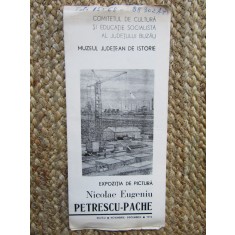 COMITETUL DE CULTURĂ
ȘI EDUCAȚIE SOCIALISTĂ
AL JUDEȚULUI BUZĂU
MUZEUL JUDEȚEAN DE ISTORIE
EXPOZIȚIA DE PICTURĂ
Nicolae Eugeniu
PETRESCU-PACHE